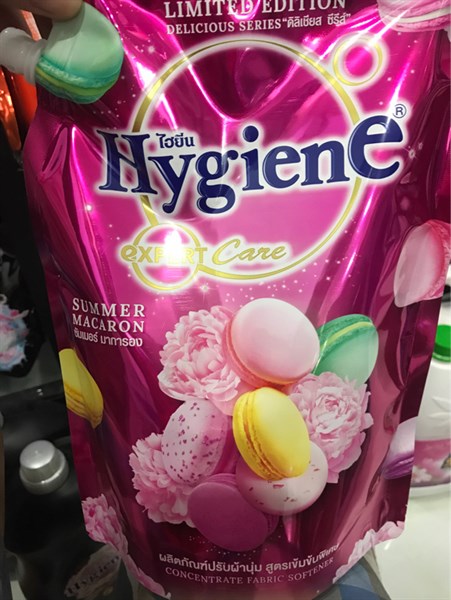 LIMITED EDITION
DELICIOUS SERIES "ดิลิเชียส ซีรีส์"
ไฮยีน
Hygiene ®
EXPERT Care
SUMMER
MACARON
ซัมเมอร์ มาการอง
ผลิตภัณฑ์ปรับผ้านุ่ม สูตรเข้มข้นพิเศษ
CONCENTRATE FABRIC SOFTENER
Hygiene